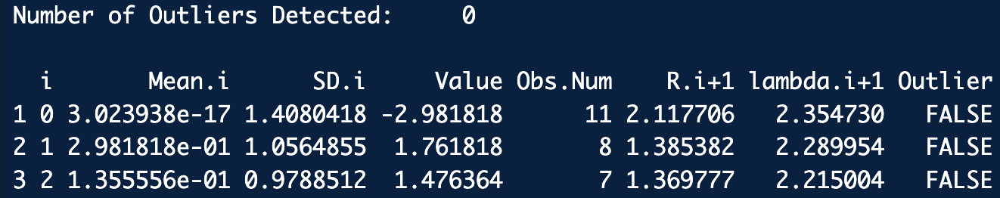 Number of Outliers Detected:     0
  i       Mean.i      SD.i     Value Obs.Num    R.i+1 lambda.i+1 Outlier
1 0 3.023938e-17 1.4080418 -2.981818      11 2.117706   2.354730   FALSE
2 1 2.981818e-01 1.0564855  1.761818       8 1.385382   2.289954   FALSE
3 2 1.355556e-01 0.9788512  1.476364       7 1.369777   2.215004   FALSE